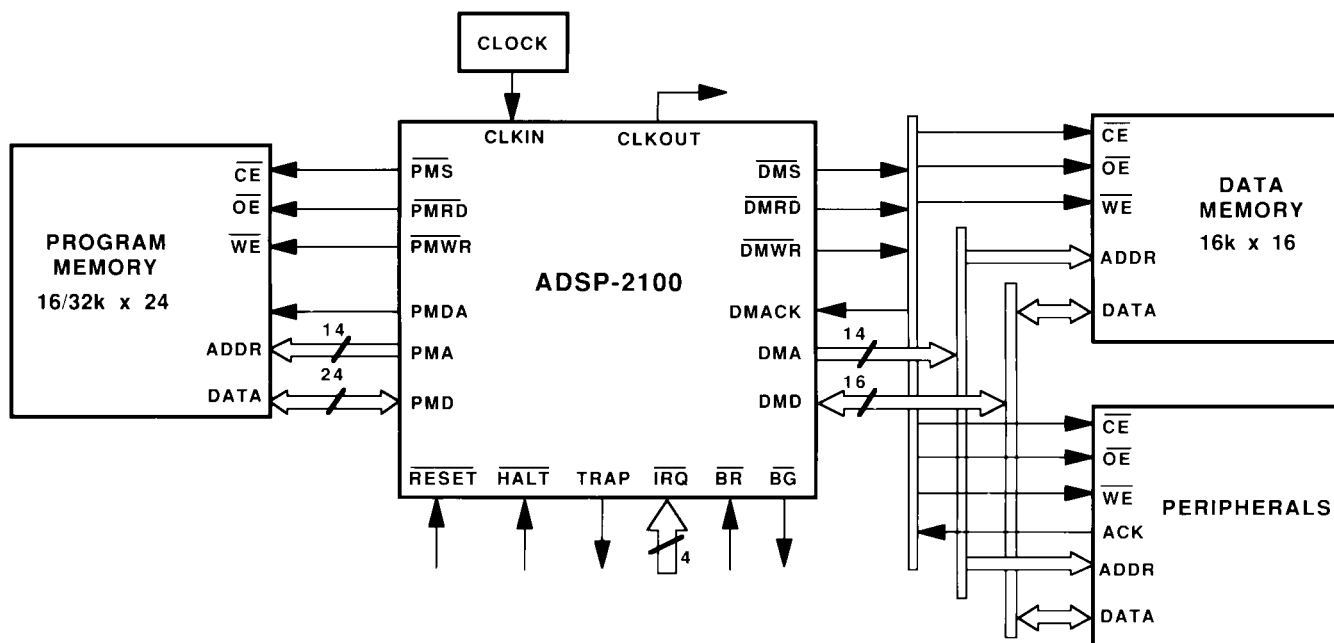 CLOCK
CLKIN
CLKOUT
CE
OE
WE
PROGRAM
MEMORY
16/32k x 24
ADDR
DATA
14
24
PMS
PMRD
PMWR
PMDA
PMA
PMD
ADSP-2100
DMS
DMRD
DMWR
DMACK
DMA
DMD
14
16
RESET
HALT
TRAP
IRQ
BR
BG
4
CE
OE
WE
ADDR
DATA
DATA
MEMORY
16k x 16
CE
OE
WE
ACK
ADDR
DATA
PERIPHERALS